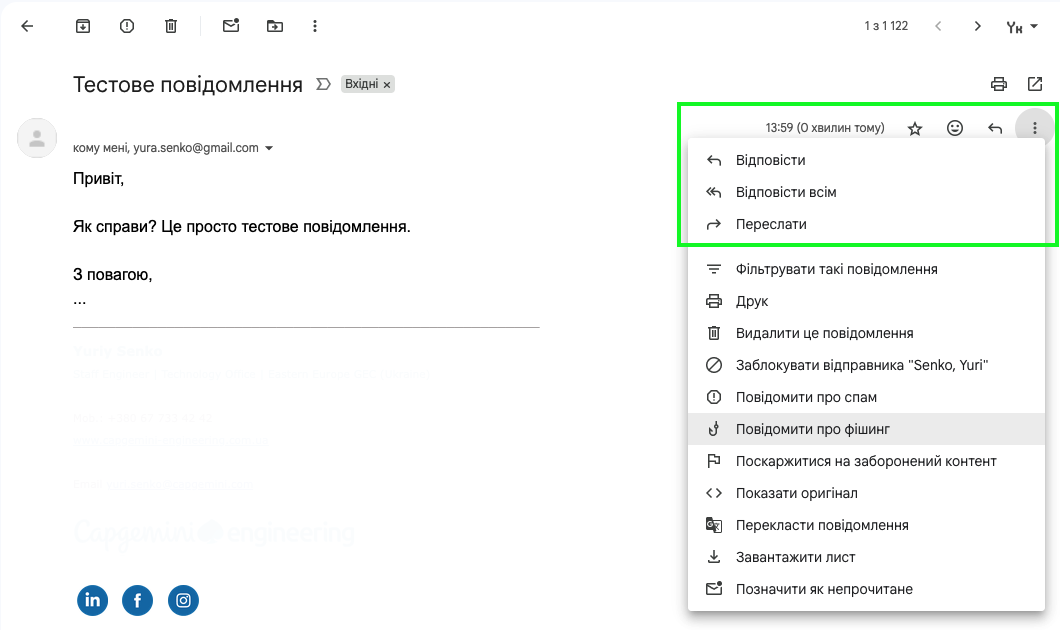 1 з 1 122
Ук
Тестове повідомлення
Вхідні ×
13:59 (0 хвилин тому)
кому мені, yura.senko@gmail.com
Привіт,
Як справи? Це просто тестове повідомлення.
З повагою,
...
Capgemini engineering
in
f
Відповісти
Відповісти всім
Переслати
Фільтрувати такі повідомлення
Друк
Видалити це повідомлення
Заблокувати відправника "Senko, Yuri"
Повідомити про спам
Повідомити про фішинг
Поскаржитися на заборонений контент
Показати оригінал
Перекласти повідомлення
Завантажити лист
Позначити як непрочитане